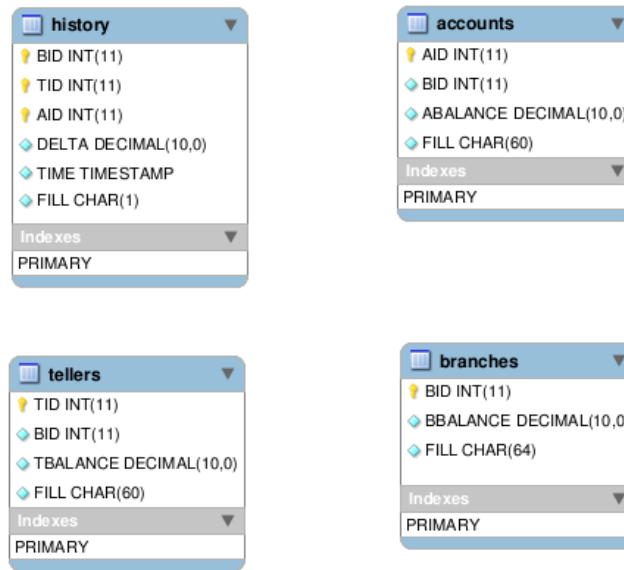 history
BID INT(11)
TID INT(11)
AID INT(11)
DELTA DECIMAL(10,0)
TIME TIMESTAMP
FILL CHAR(1)
Indexes
PRIMARY
accounts
AID INT(11)
BID INT(11)
ABALANCE DECIMAL(10,0)
FILL CHAR(60)
Indexes
PRIMARY
tellers
TID INT(11)
BID INT(11)
TBALANCE DECIMAL(10,0)
FILL CHAR(60)
Indexes
PRIMARY
branches
BID INT(11)
BBALANCE DECIMAL(10,0
FILL CHAR(64)
Indexes
PRIMARY